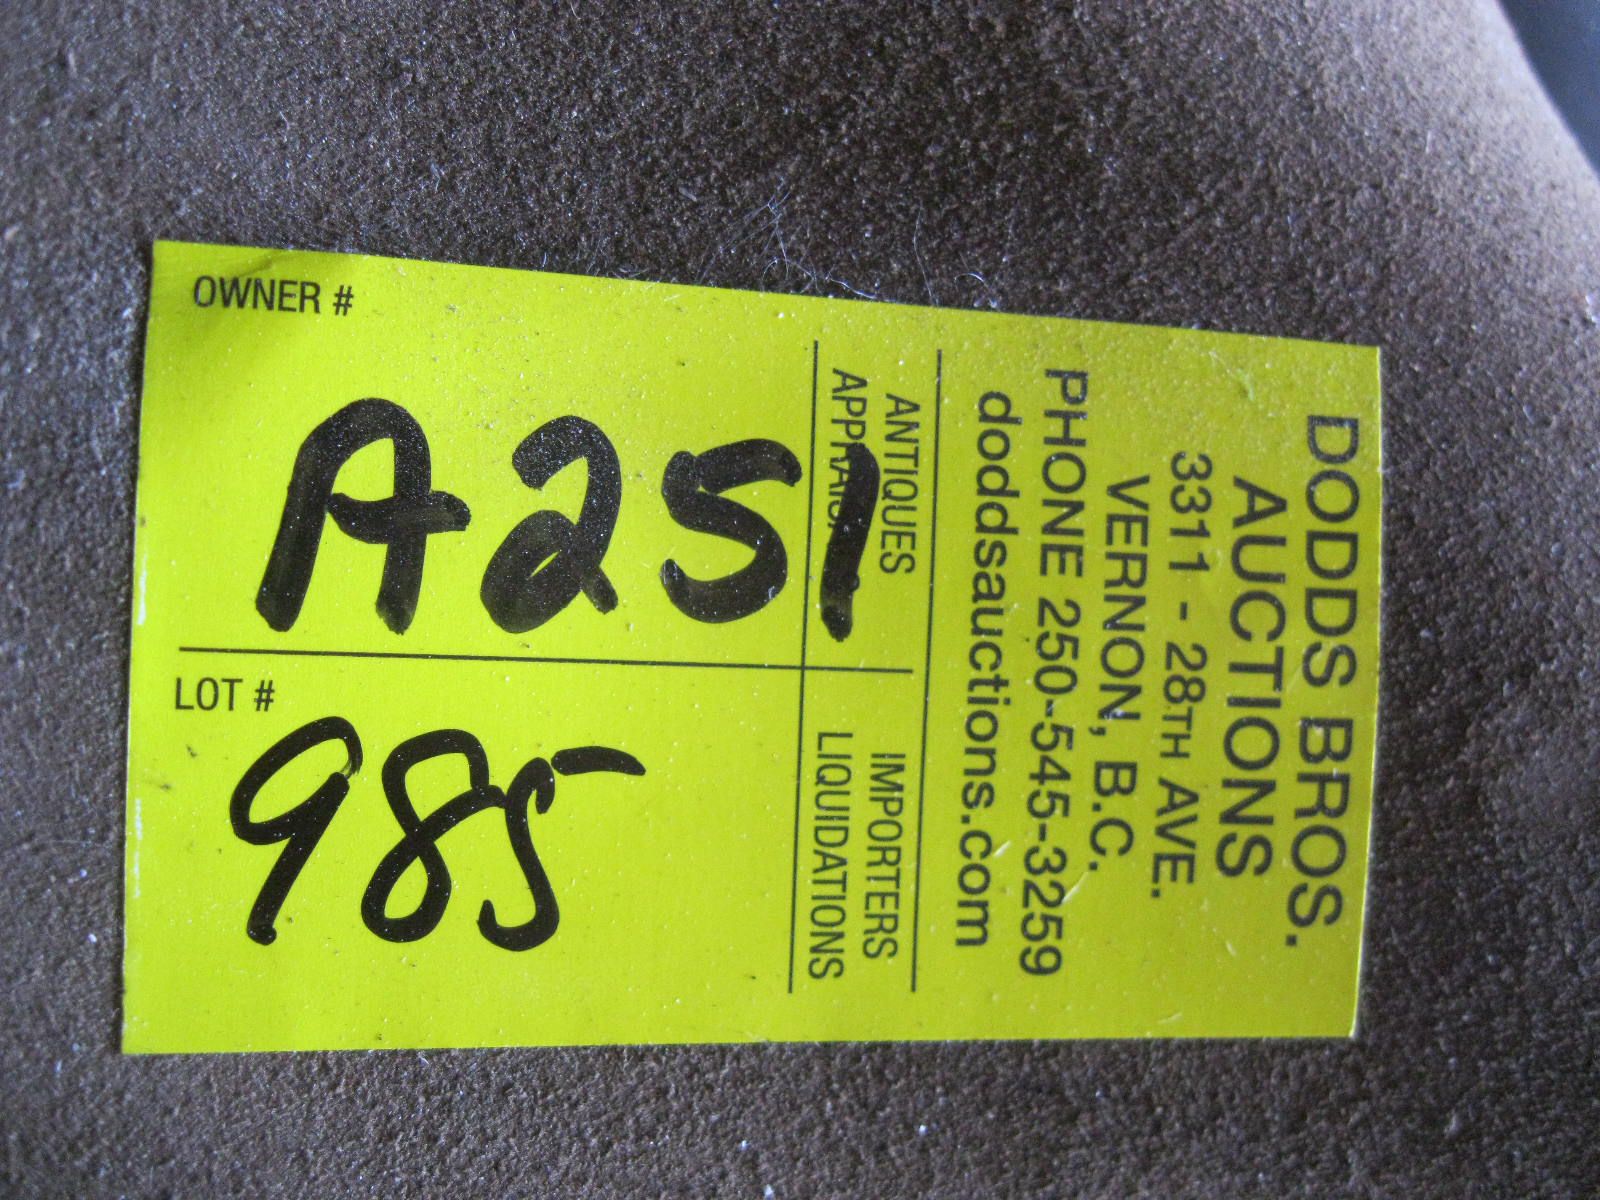 DODDS BROS.
AUCTIONS
3311 - 28TH AVE.
VERNON, B.C.
PHONE 250-545-3259
doddsauctions.com
ANTIQUES
IMPORTERS
LIQUIDATIONS
OWNER #
A251
LOT #
985